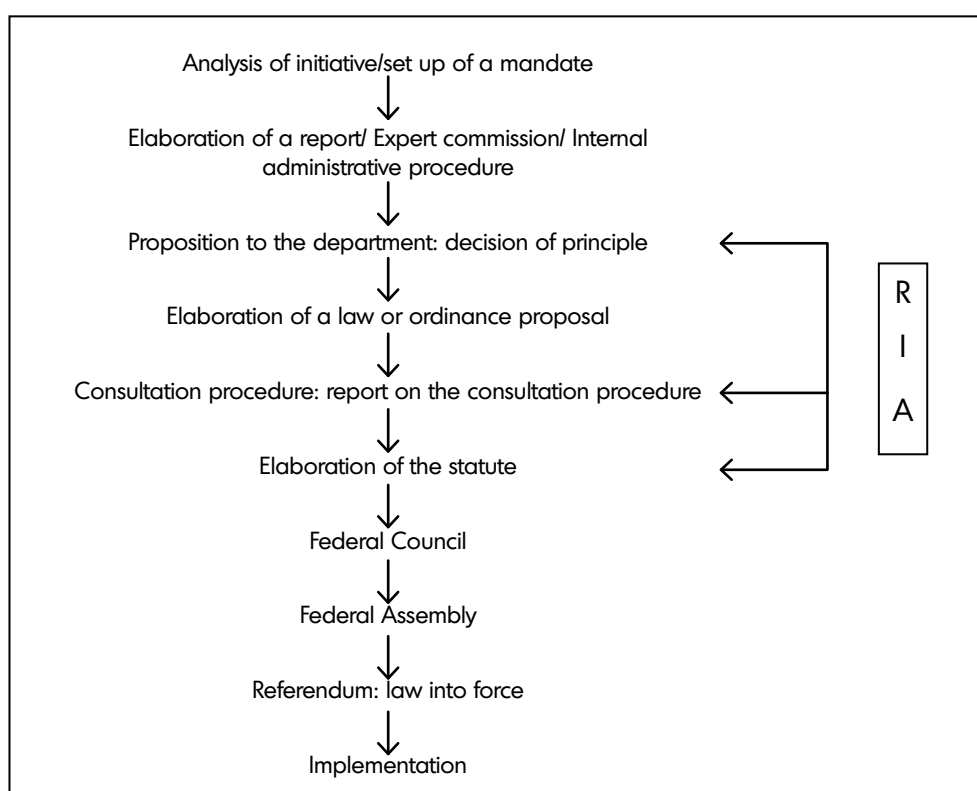 Analysis of initiative/set up of a mandate
Elaboration of a report/ Expert commission/ Internal
administrative procedure
Proposition to the department: decision of principle
Elaboration of a law or ordinance proposal
Consultation procedure: report on the consultation procedure
Elaboration of the statute
Federal Council
Federal Assembly
Referendum: law into force
Implementation
R
I
A